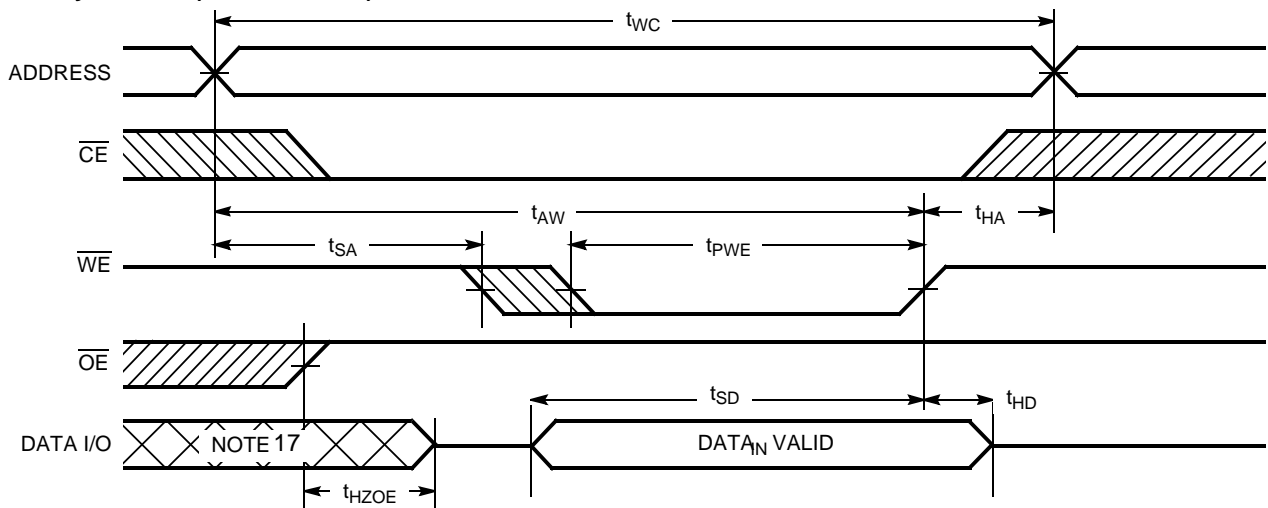 tWC
ADDRESS
CE
tAW
tHA
tSA
tPWE
WE
OE
tSD
tHD
DATA I/O
NOTE 17
DATAIN VALID
tHZOE